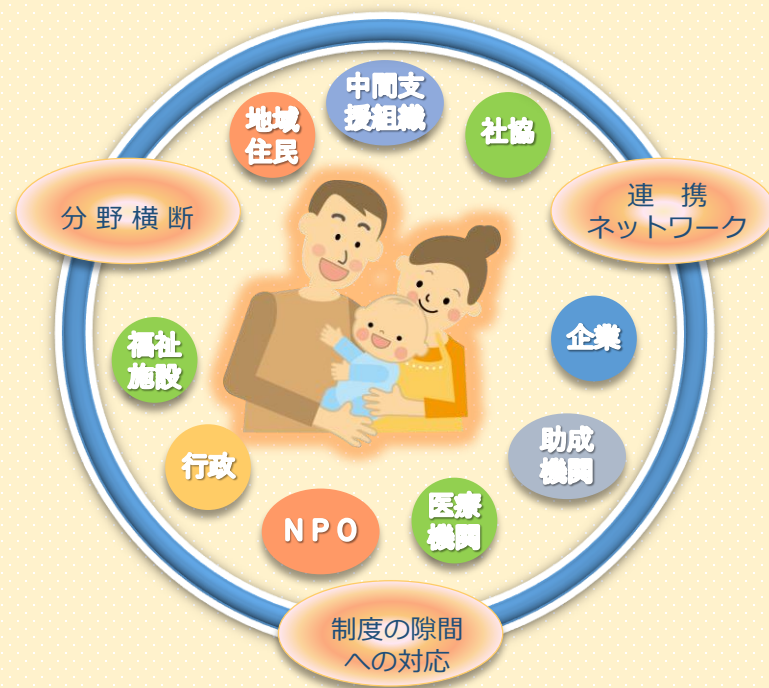 中間支
援組織
地域
住民
社協
分野横断
連　携
ネットワーク
福祉
施設
企業
行政
助成
機関
ＮＰＯ
医療
機関
制度の隙間
への対応